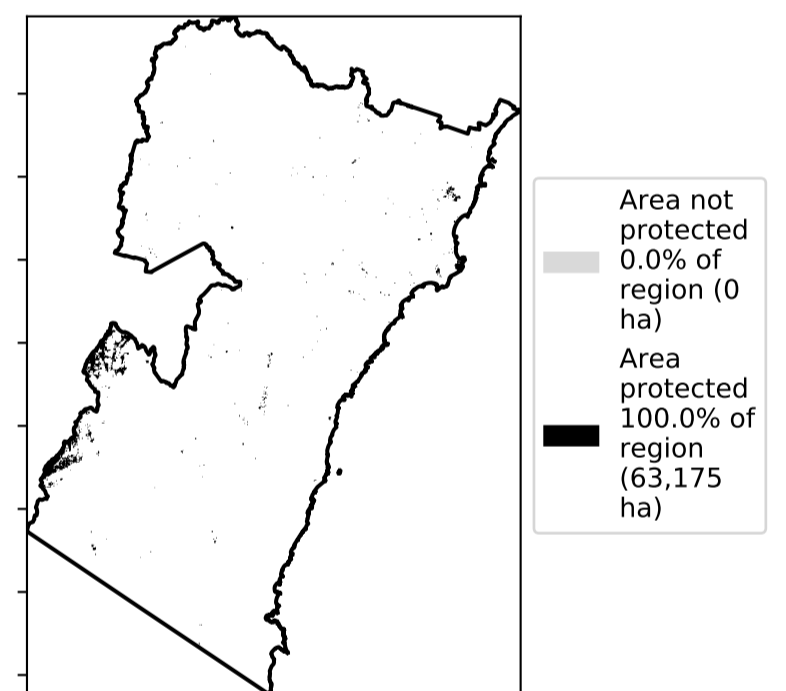 Area not
protected
0.0% of
region (0
ha)
Area
protected
100.0% of
region
(63,175
ha)